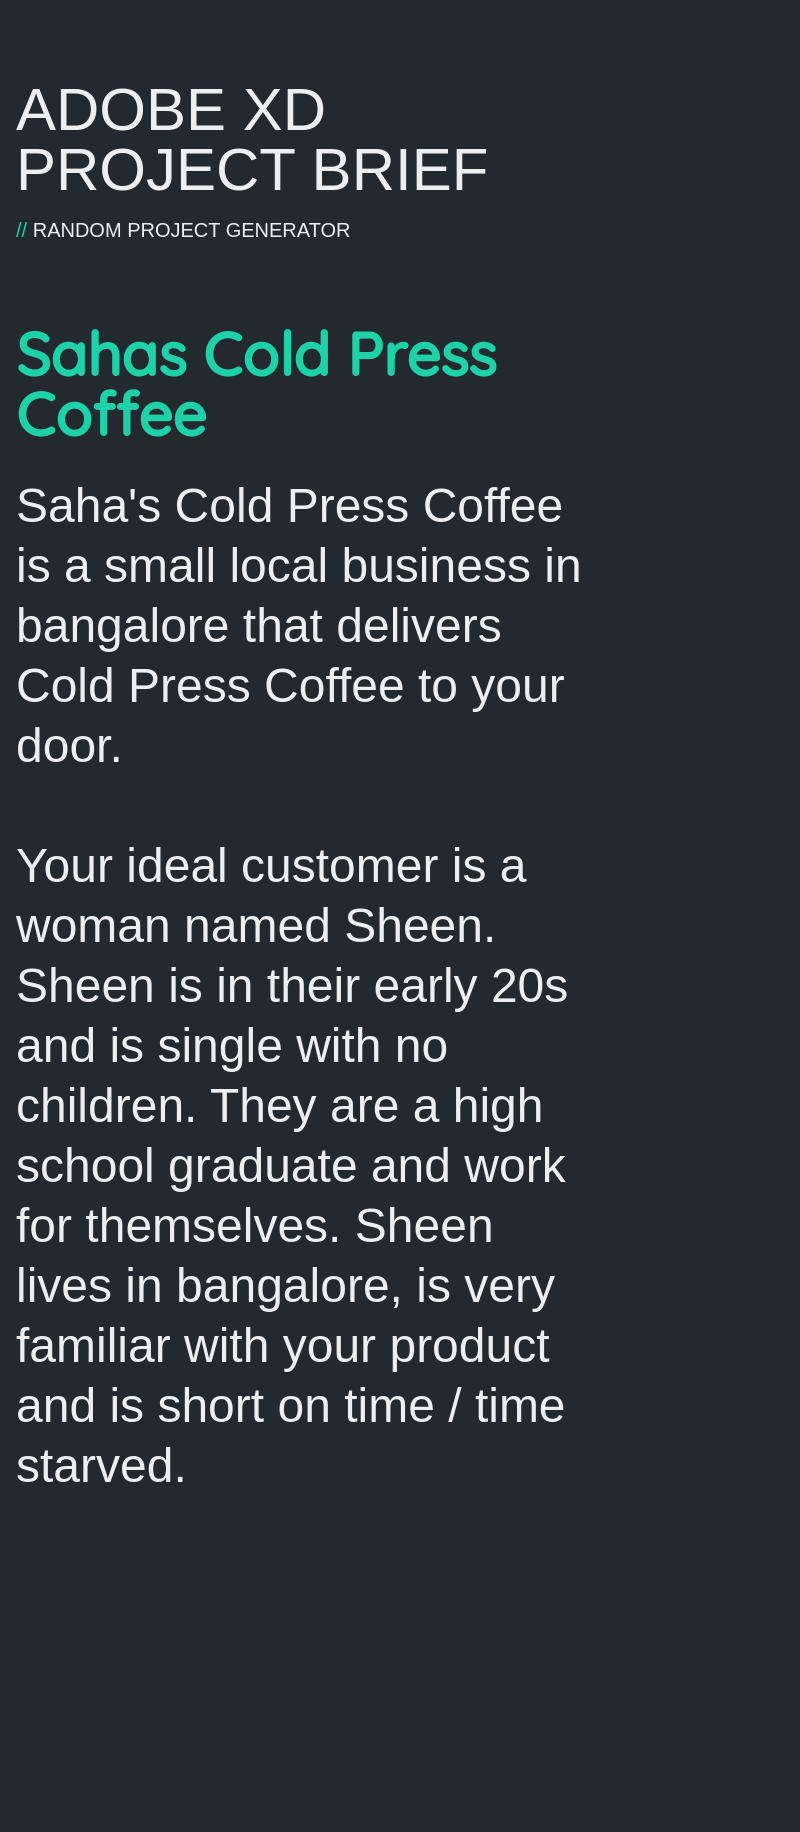 ADOBE XD
PROJECT BRIEF
// RANDOM PROJECT GENERATOR
Sahas Cold Press
Coffee
Saha's Cold Press Coffee
is a small local business in
bangalore that delivers
Cold Press Coffee to your
door.
Your ideal customer is a
woman named Sheen.
Sheen is in their early 20s
and is single with no
children. They are a high
school graduate and work
for themselves. Sheen
lives in bangalore, is very
familiar with your product
and is short on time / time
starved.